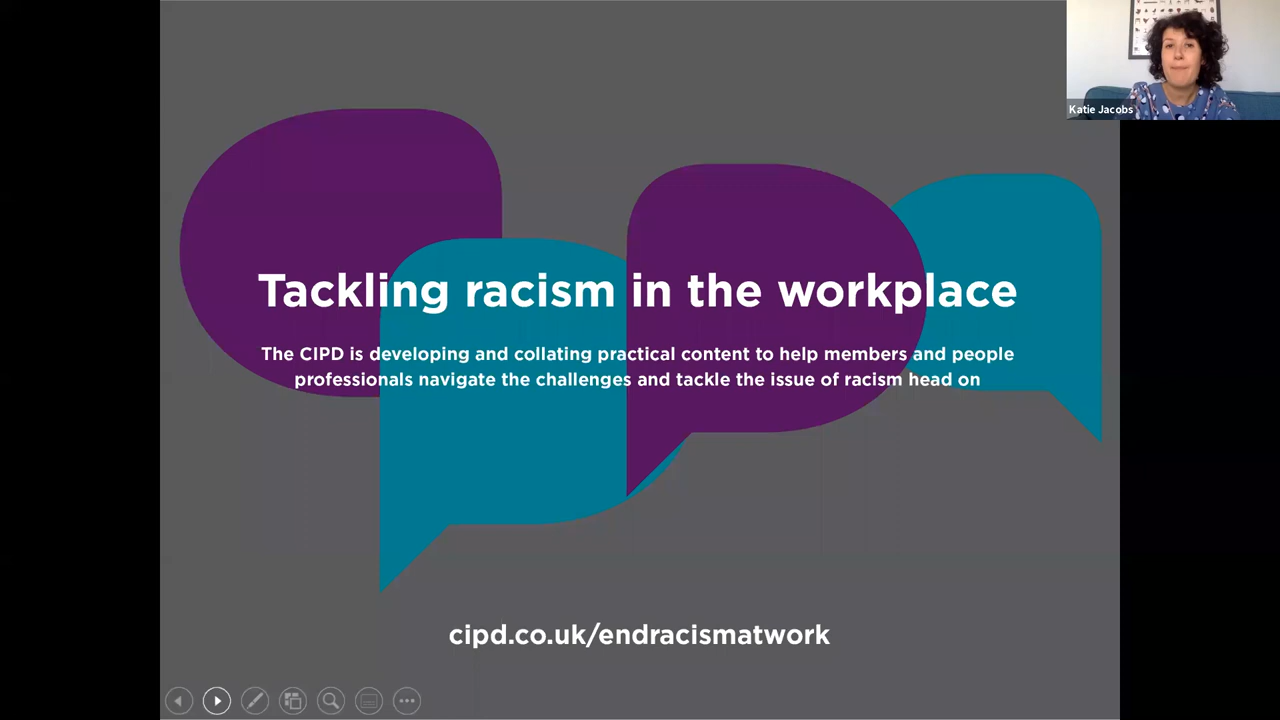 Katie Jacobs
Tackling racism in the workplace
The CIPD is developing and collating practical content to help members and people
professionals navigate the challenges and tackle the issue of racism head on
cipd.co.uk/endracismatwork